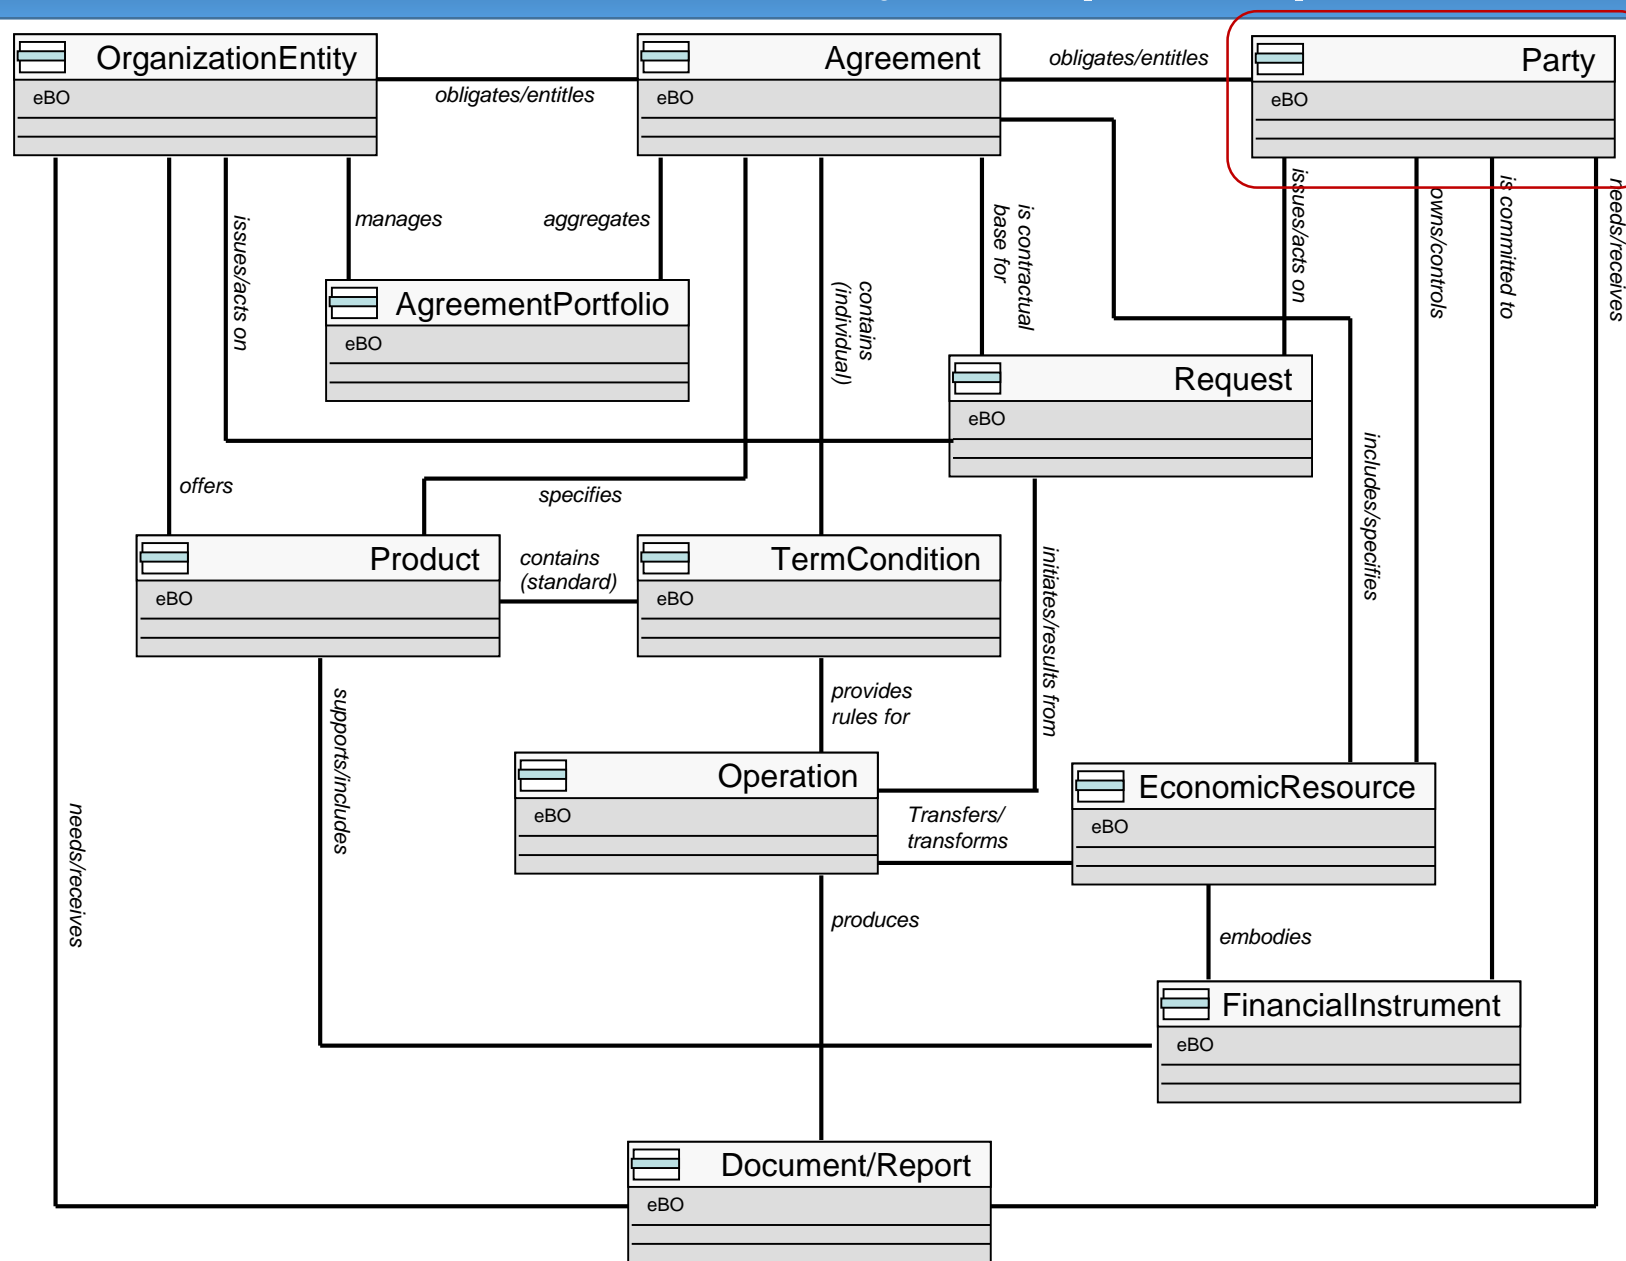 OrganizationEntity
eBO
obligates/entitles
Agreement
eBO
obligates/entitles
Party
eBO
issues/acts on
manages
aggregates
is contractual
base for
issues/acts on
owns/controls
is committed to
needs/receives
AgreementPortfolio
eBO
contains
(individual)
Request
eBO
offers
specifies
includes/specifies
Product
eBO
contains
(standard)
TermCondition
eBO
initiates/results from
supports/includes
provides
rules for
needs/receives
Operation
eBO
Transfers/
transforms
EconomicResource
eBO
produces
embodies
FinancialInstrument
eBO
Document/Report
eBO